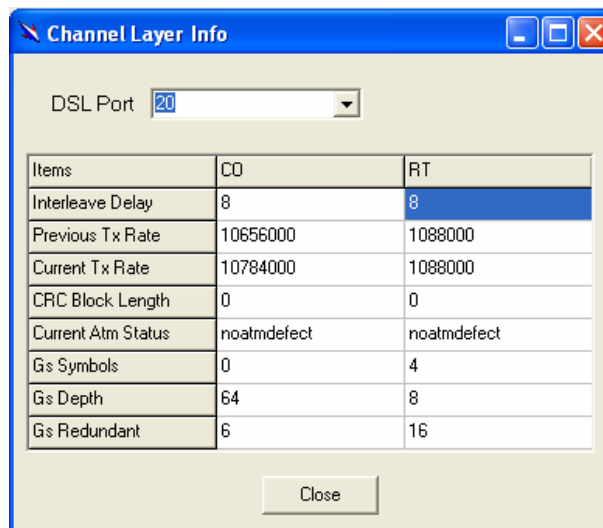 Channel Layer Info
DSL Port 20
Items CO RT
Interleave Delay 8 8
Previous Tx Rate 10656000 1088000
Current Tx Rate 10784000 1088000
CRC Block Length 0 0
Current Atm Status noatmdefect noatmdefect
Gs Symbols 0 4
Gs Depth 64 8
Gs Redundant 6 16
Close